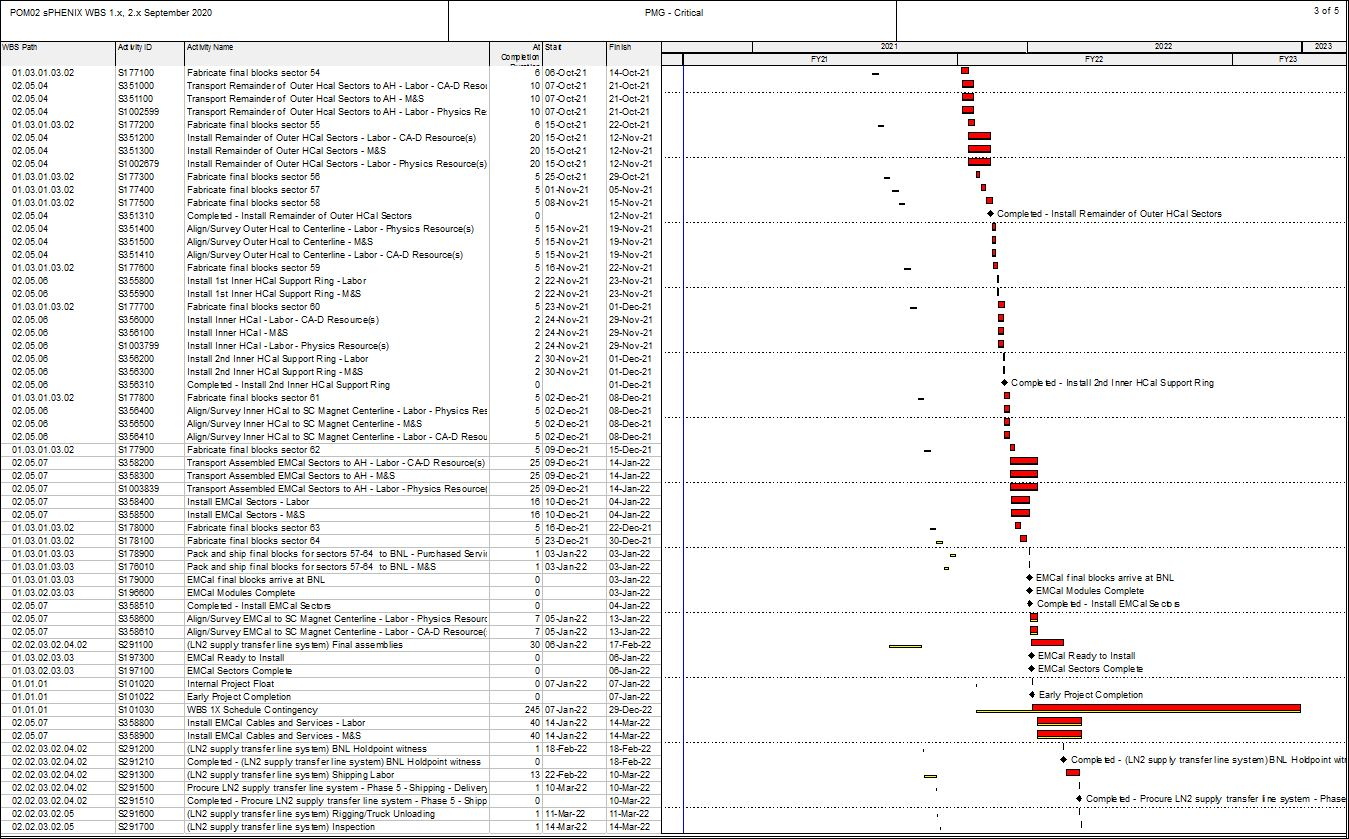 POM02 sPHENIX WBS 1.x, 2.x September 2020 PMG - Critical 3 of 5
WBS Path Activity ID Activity Name At Completion Start Finish 2021 2022 2023
FY21 FY22 FY23
01.03.01.03.02 S177100 Fabricate final blocks sector 54 6 06-Oct-21 14-Oct-21
02.05.04 S351000 Transport Remainder of Outer Hcal Sectors to AH - Labor - CA-D Resou 10 07-Oct-21 21-Oct-21
02.05.04 S351100 Transport Remainder of Outer Hcal Sectors to AH - M&S 10 07-Oct-21 21-Oct-21
02.05.04 S1002599 Transport Remainder of Outer Hcal Sectors to AH - Labor - Physics Re 10 07-Oct-21 21-Oct-21
01.03.01.03.02 S177200 Fabricate final blocks sector 55 6 15-Oct-21 22-Oct-21
02.05.04 S351200 Install Remainder of Outer HCal Sectors - Labor - CA-D Resource(s) 20 15-Oct-21 12-Nov-21
02.05.04 S351300 Install Remainder of Outer HCal Sectors - M&S 20 15-Oct-21 12-Nov-21
02.05.04 S1002679 Install Remainder of Outer HCal Sectors - Labor - Physics Resource(s) 20 15-Oct-21 12-Nov-21
01.03.01.03.02 S177300 Fabricate final blocks sector 56 5 25-Oct-21 29-Oct-21
01.03.01.03.02 S177400 Fabricate final blocks sector 57 5 01-Nov-21 05-Nov-21
01.03.01.03.02 S177500 Fabricate final blocks sector 58 5 08-Nov-21 15-Nov-21
02.05.04 S351310 Completed - Install Remainder of Outer HCal Sectors 0 12-Nov-21 Completed - Install Remainder of Outer HCal Sectors
02.05.04 S351400 Align/Survey Outer Hcal to Centerline - Labor - Physics Resource(s) 5 15-Nov-21 19-Nov-21
02.05.04 S351500 Align/Survey Outer Hcal to Centerline - M&S 5 15-Nov-21 19-Nov-21
02.05.04 S351410 Align/Survey Outer Hcal to Centerline - Labor - CA-D Resource(s) 5 15-Nov-21 19-Nov-21
01.03.01.03.02 S177600 Fabricate final blocks sector 59 5 16-Nov-21 22-Nov-21
02.05.06 S355800 Install 1st Inner HCal Support Ring - Labor 2 22-Nov-21 23-Nov-21
02.05.06 S355900 Install 1st Inner HCal Support Ring - M&S 2 22-Nov-21 23-Nov-21
01.03.01.03.02 S177700 Fabricate final blocks sector 60 5 23-Nov-21 01-Dec-21
02.05.06 S356000 Install Inner HCal - Labor - CA-D Resource(s) 2 24-Nov-21 29-Nov-21
02.05.06 S356100 Install Inner HCal - M&S 2 24-Nov-21 29-Nov-21
02.05.06 S1003799 Install Inner HCal - Labor - Physics Resource(s) 2 24-Nov-21 29-Nov-21
02.05.06 S356200 Install 2nd Inner HCal Support Ring - Labor 2 30-Nov-21 01-Dec-21
02.05.06 S356300 Install 2nd Inner HCal Support Ring - M&S 2 30-Nov-21 01-Dec-21
02.05.06 S356310 Completed - Install 2nd Inner HCal Support Ring 0 01-Dec-21 Completed - Install 2nd Inner HCal Support Ring
01.03.01.03.02 S177800 Fabricate final blocks sector 61 5 02-Dec-21 08-Dec-21
02.05.06 S356400 Align/Survey Inner HCal to SC Magnet Centerline - Labor - Physics Res 5 02-Dec-21 08-Dec-21
02.05.06 S356500 Align/Survey Inner HCal to SC Magnet Centerline - M&S 5 02-Dec-21 08-Dec-21
02.05.06 S356410 Align/Survey Inner HCal to SC Magnet Centerline - Labor - CA-D Resou 5 02-Dec-21 08-Dec-21
01.03.01.03.02 S177900 Fabricate final blocks sector 62 5 09-Dec-21 15-Dec-21
02.05.07 S358200 Transport Assembled EMCal Sectors to AH - Labor - CA-D Resource(s) 25 09-Dec-21 14-Jan-22
02.05.07 S358300 Transport Assembled EMCal Sectors to AH - M&S 25 09-Dec-21 14-Jan-22
02.05.07 S1003839 Transport Assembled EMCal Sectors to AH - Labor - Physics Resource( 25 09-Dec-21 14-Jan-22
02.05.07 S358400 Install EMCal Sectors - Labor 16 10-Dec-21 04-Jan-22
02.05.07 S358500 Install EMCal Sectors - M&S 16 10-Dec-21 04-Jan-22
01.03.01.03.02 S178000 Fabricate final blocks sector 63 5 16-Dec-21 22-Dec-21
01.03.01.03.02 S178100 Fabricate final blocks sector 64 5 23-Dec-21 30-Dec-21
01.03.01.03.03 S178900 Pack and ship final blocks for sectors 57-64 to BNL - Purchased Servic 1 03-Jan-22 03-Jan-22
01.03.01.03.03 S176010 Pack and ship final blocks for sectors 57-64 to BNL - M&S 1 03-Jan-22 03-Jan-22
01.03.01.03.03 S179000 EMCal final blocks arrive at BNL 0 03-Jan-22 EMCal final blocks arrive at BNL
01.03.02.03.03 S196600 EMCal Modules Complete 0 03-Jan-22 EMCal Modules Complete
02.05.07 S358510 Completed - Install EMCal Sectors 0 04-Jan-22 Completed - Install EMCal Sectors
02.05.07 S358600 Align/Survey EMCal to SC Magnet Centerline - Labor - Physics Resourc 7 05-Jan-22 13-Jan-22
02.05.07 S358610 Align/Survey EMCal to SC Magnet Centerline - Labor - CA-D Resource( 7 05-Jan-22 13-Jan-22
02.02.03.02.04.02 S291100 (LN2 supply transfer line system) Final assemblies 30 06-Jan-22 17-Feb-22
01.03.02.03.03 S197300 EMCal Ready to Install 0 06-Jan-22 EMCal Ready to Install
01.03.02.03.03 S197100 EMCal Sectors Complete 0 06-Jan-22 EMCal Sectors Complete
01.01.01 S101020 Internal Project Float 0 07-Jan-22 07-Jan-22
01.01.01 S101022 Early Project Completion 0 07-Jan-22 Early Project Completion
01.01.01 S101030 WBS 1X Schedule Contingency 245 07-Jan-22 29-Dec-22
02.05.07 S358800 Install EMCal Cables and Services - Labor 40 14-Jan-22 14-Mar-22
02.05.07 S358900 Install EMCal Cables and Services - M&S 40 14-Jan-22 14-Mar-22
02.02.03.02.04.02 S291200 (LN2 supply transfer line system) BNL Holdpoint witness 1 18-Feb-22 18-Feb-22
02.02.03.02.04.02 S291210 Completed - (LN2 supply transfer line system) BNL Holdpoint witness 0 18-Feb-22 Completed - (LN2 supply transfer line system) BNL Holdpoint witn
02.02.03.02.04.02 S291300 (LN2 supply transfer line system) Shipping Labor 13 22-Feb-22 10-Mar-22
02.02.03.02.04.02 S291500 Procure LN2 supply transfer line system - Phase 5 - Shipping - Delivery 1 10-Mar-22 10-Mar-22
02.02.03.02.04.02 S291510 Completed - Procure LN2 supply transfer line system - Phase 5 - Shipp 0 10-Mar-22 Completed - Procure LN2 supply transfer line system - Phase
02.02.03.02.05 S291600 (LN2 supply transfer line system) Rigging/Truck Unloading 1 11-Mar-22 11-Mar-22
02.02.03.02.05 S291700 (LN2 supply transfer line system) Inspection 1 14-Mar-22 14-Mar-22